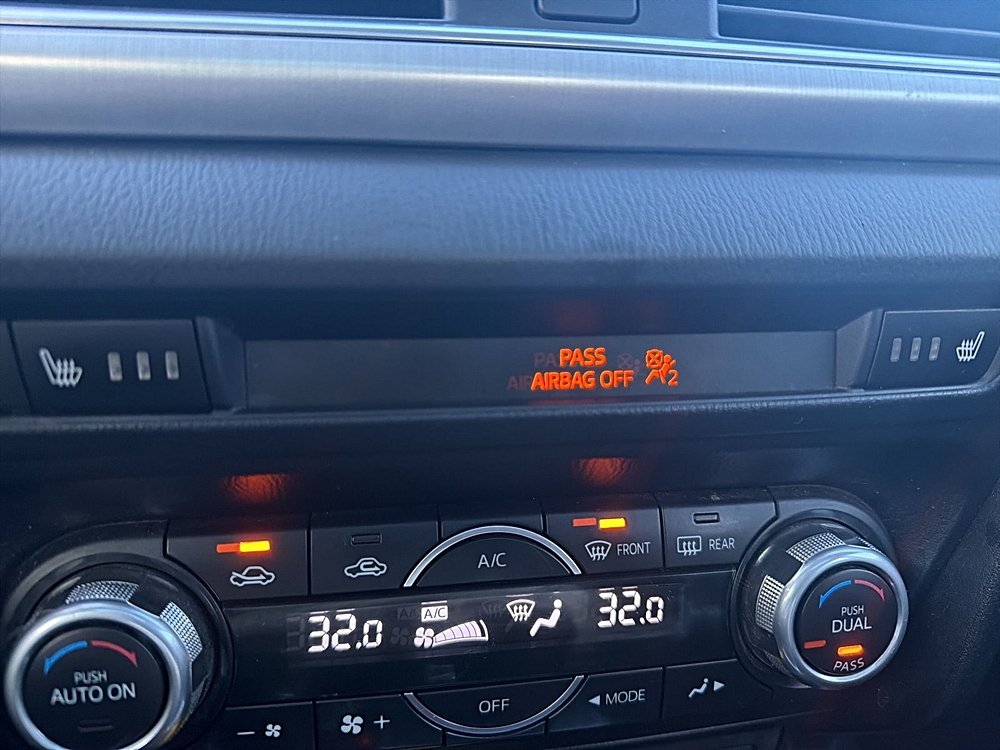 PASS
AIRBAG OFF 2
A/C
FRONT
REAR
32.0 A/C 32.0
PUSH
AUTO ON
PUSH
DUAL
PASS
− OFF ◄ MODE ►
+